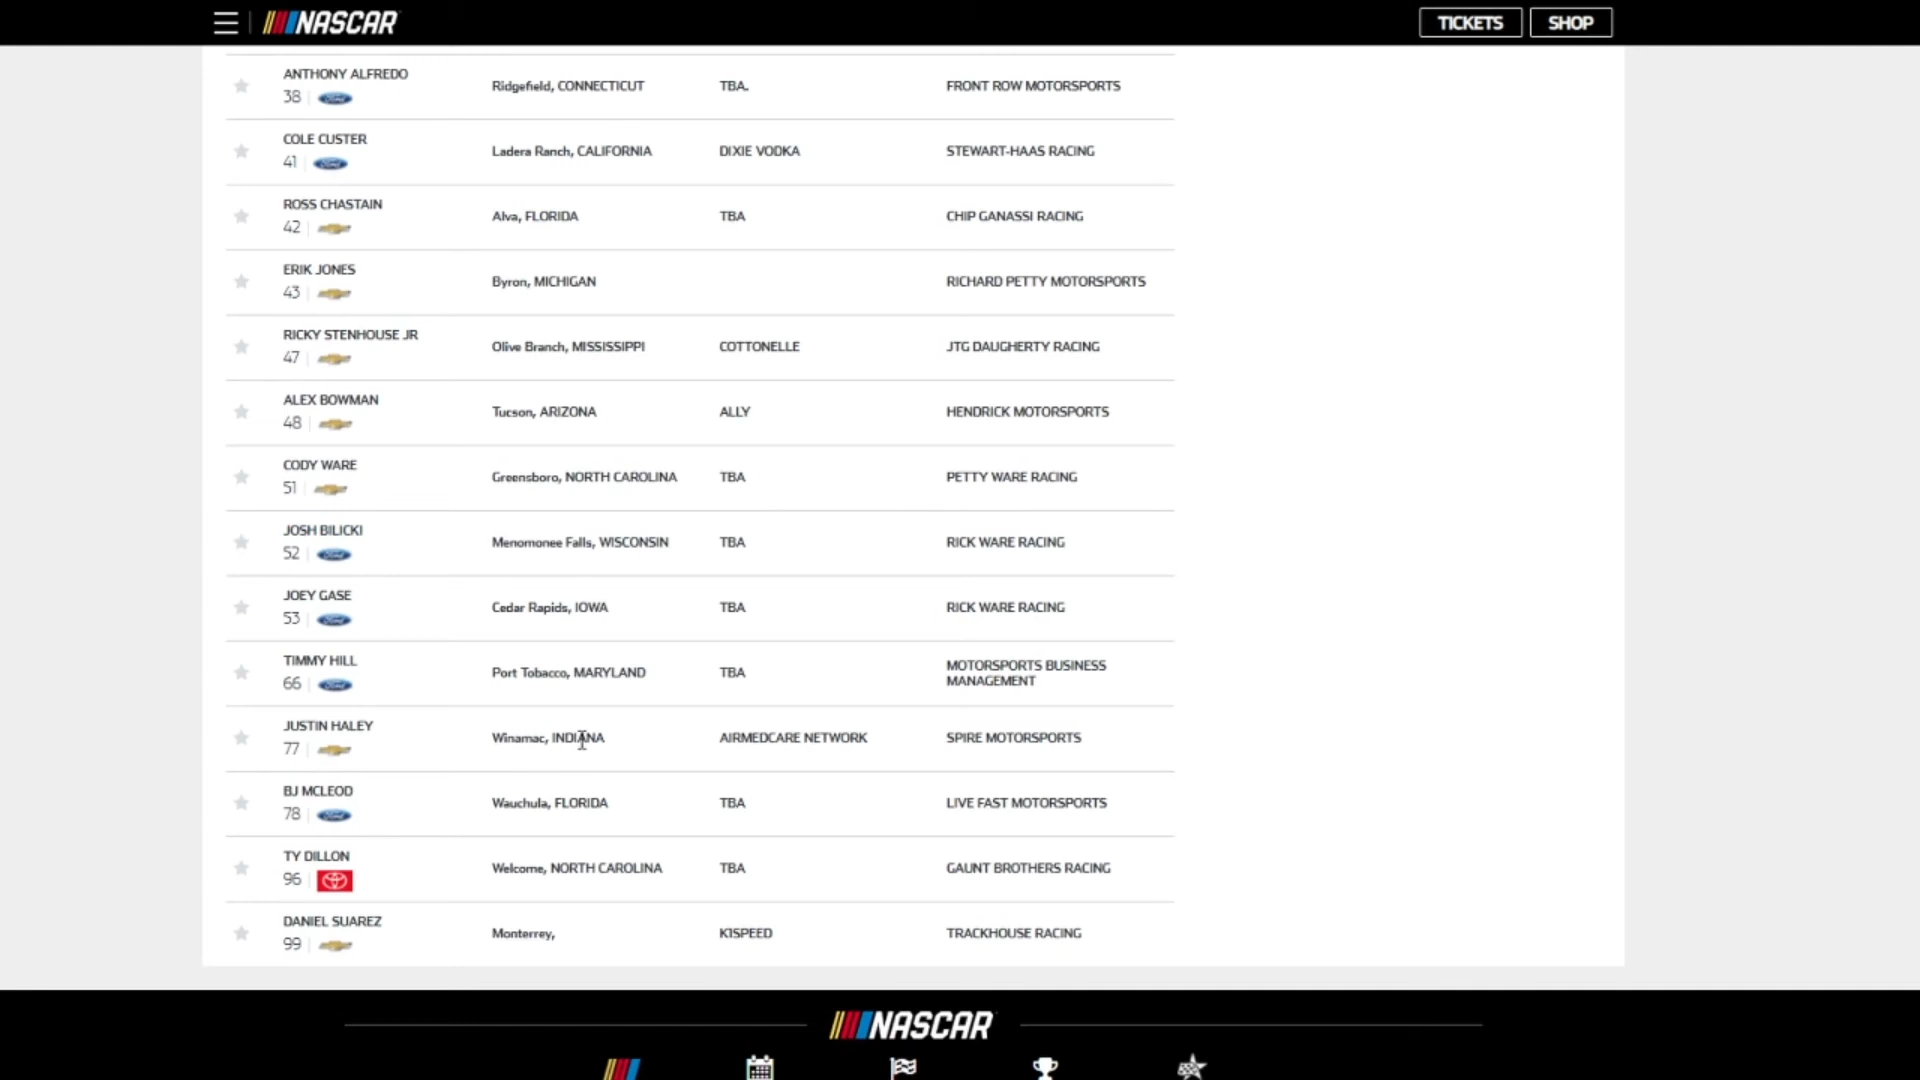 NASCAR
TICKETS
SHOP
ANTHONY ALFREDO
38
Ford
Ridgefield, CONNECTICUT
TBA.
FRONT ROW MOTORSPORTS
COLE CUSTER
41
Ford
Ladera Ranch, CALIFORNIA
DIXIE VODKA
STEWART-HAAS RACING
ROSS CHASTAIN
42
Alva, FLORIDA
TBA
CHIP GANASSI RACING
ERIK JONES
43
Byron, MICHIGAN
RICHARD PETTY MOTORSPORTS
RICKY STENHOUSE JR
47
Olive Branch, MISSISSIPPI
COTTONELLE
JTG DAUGHERTY RACING
ALEX BOWMAN
48
Tucson, ARIZONA
ALLY
HENDRICK MOTORSPORTS
CODY WARE
51
Greensboro, NORTH CAROLINA
TBA
PETTY WARE RACING
JOSH BILICKI
52
Ford
Menomonee Falls, WISCONSIN
TBA
RICK WARE RACING
JOEY GASE
53
Ford
Cedar Rapids, IOWA
TBA
RICK WARE RACING
TIMMY HILL
66
Ford
Port Tobacco, MARYLAND
TBA
MOTORSPORTS BUSINESS
MANAGEMENT
JUSTIN HALEY
77
Winamac, INDIANA
AIRMEDCARE NETWORK
SPIRE MOTORSPORTS
BJ MCLEOD
78
Ford
Wauchula, FLORIDA
TBA
LIVE FAST MOTORSPORTS
TY DILLON
96
Welcome, NORTH CAROLINA
TBA
GAUNT BROTHERS RACING
DANIEL SUAREZ
99
Monterrey,
K1SPEED
TRACKHOUSE RACING
NASCAR